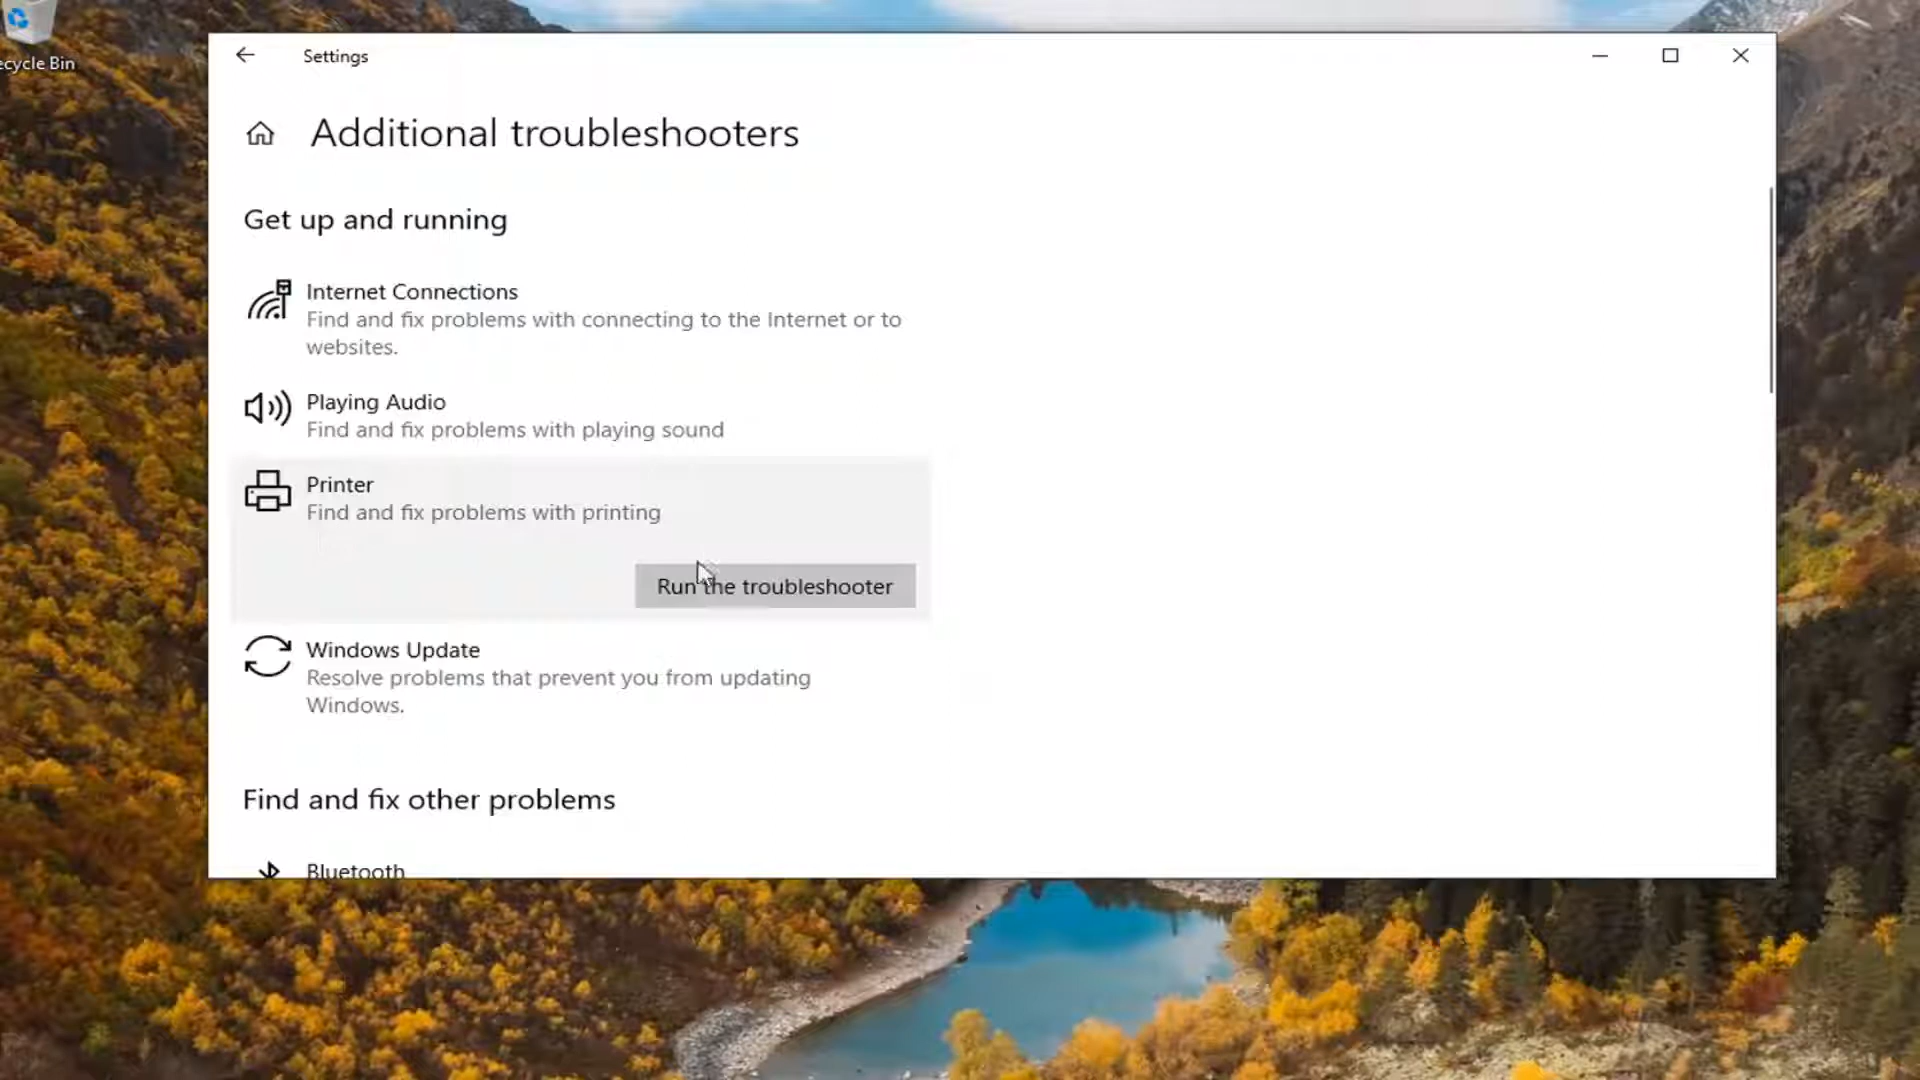 Recycle Bin
Settings
Additional troubleshooters
Get up and running
Internet Connections
Find and fix problems with connecting to the Internet or to
websites.
Playing Audio
Find and fix problems with playing sound
Printer
Find and fix problems with printing
Run the troubleshooter
Windows Update
Resolve problems that prevent you from updating
Windows.
Find and fix other problems
Bluetooth